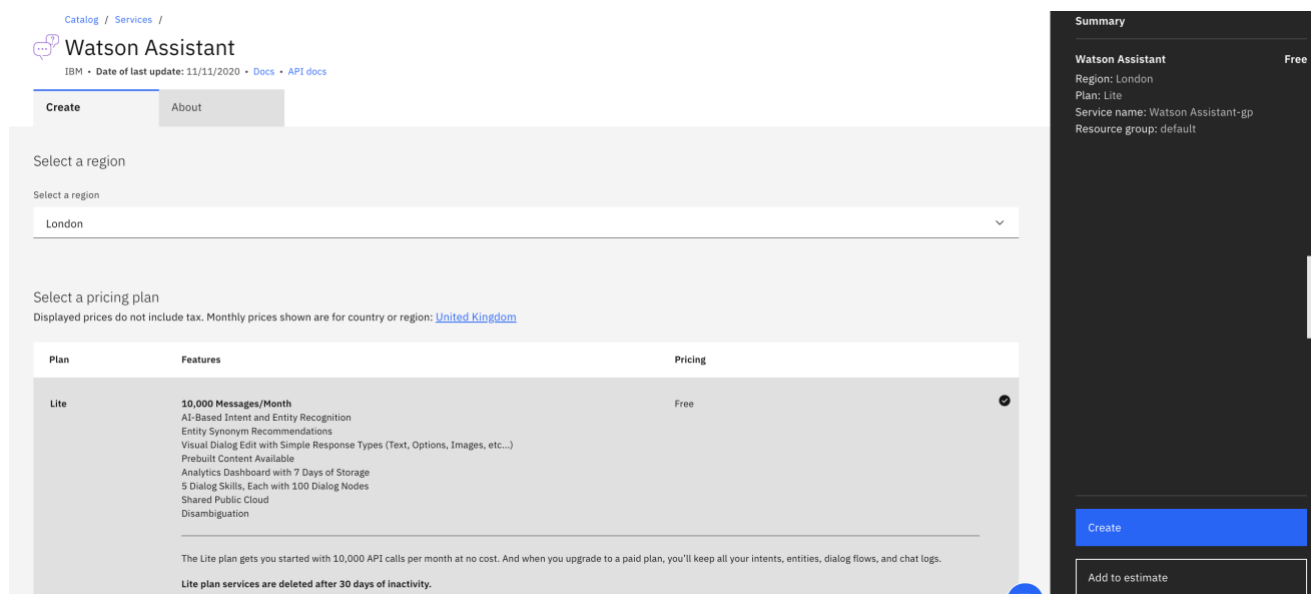 Catalog / Services /
Watson Assistant
IBM • Date of last update: 11/11/2020 • Docs • API docs
Create
About
Select a region
Select a region
London
Select a pricing plan
Displayed prices do not include tax. Monthly prices shown are for country or region: United Kingdom
Plan Features Pricing
Lite 10,000 Messages/Month Free
AI-Based Intent and Entity Recognition
Entity Synonym Recommendations
Visual Dialog Edit with Simple Response Types (Text, Options, Images, etc...)
Prebuilt Content Available
Analytics Dashboard with 7 Days of Storage
5 Dialog Skills, Each with 100 Dialog Nodes
Shared Public Cloud
Disambiguation
The Lite plan gets you started with 10,000 API calls per month at no cost. And when you upgrade to a paid plan, you'll keep all your intents, entities, dialog flows, and chat logs.
Lite plan services are deleted after 30 days of inactivity.
Summary
Watson Assistant Free
Region: London
Plan: Lite
Service name: Watson Assistant-gp
Resource group: default
Create
Add to estimate